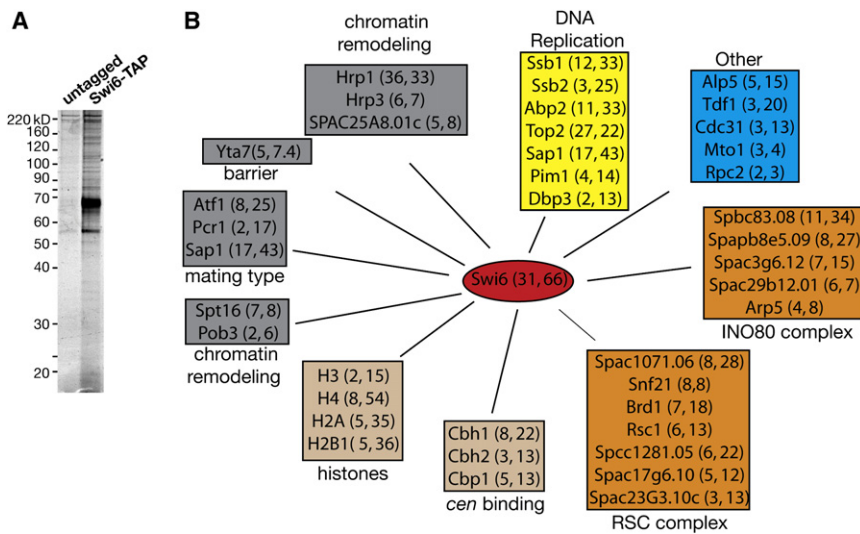 A
untagged
Swi6-TAP
220 kD
160
120
100
90
80
70
60
50
40
30
20
B
chromatin
remodeling
Hrp1 (36, 33)
Hrp3 (6, 7)
SPAC25A8.01c (5, 8)
DNA
Replication
Ssb1 (12, 33)
Ssb2 (3, 25)
Abp2 (11, 33)
Top2 (27, 22)
Sap1 (17, 43)
Pim1 (4, 14)
Dbp3 (2, 13)
Other
Alp5 (5, 15)
Tdf1 (3, 20)
Cdc31 (3, 13)
Mto1 (3, 4)
Rpc2 (2, 3)
Yta7(5, 7.4)
barrier
Atf1 (8, 25)
Pcr1 (2, 17)
Sap1 (17, 43)
mating type
Swi6 (31, 66)
Spbc83.08 (11, 34)
Spapb8e5.09 (8, 27)
Spac3g6.12 (7, 15)
Spac29b12.01 (6, 7)
Arp5 (4, 8)
INO80 complex
Spt16 (7, 8)
Pob3 (2, 6)
chromatin
remodeling
H3 (2, 15)
H4 (8, 54)
H2A (5, 35)
H2B1( 5, 36)
histones
Cbh1 (8, 22)
Cbh2 (3, 13)
Cbp1 (5, 13)
cen binding
Spac1071.06 (8, 28)
Snf21 (8,8)
Brd1 (7, 18)
Rsc1 (6, 13)
Spcc1281.05 (6, 22)
Spac17g6.10 (5, 12)
Spac23G3.10c (3, 13)
RSC complex